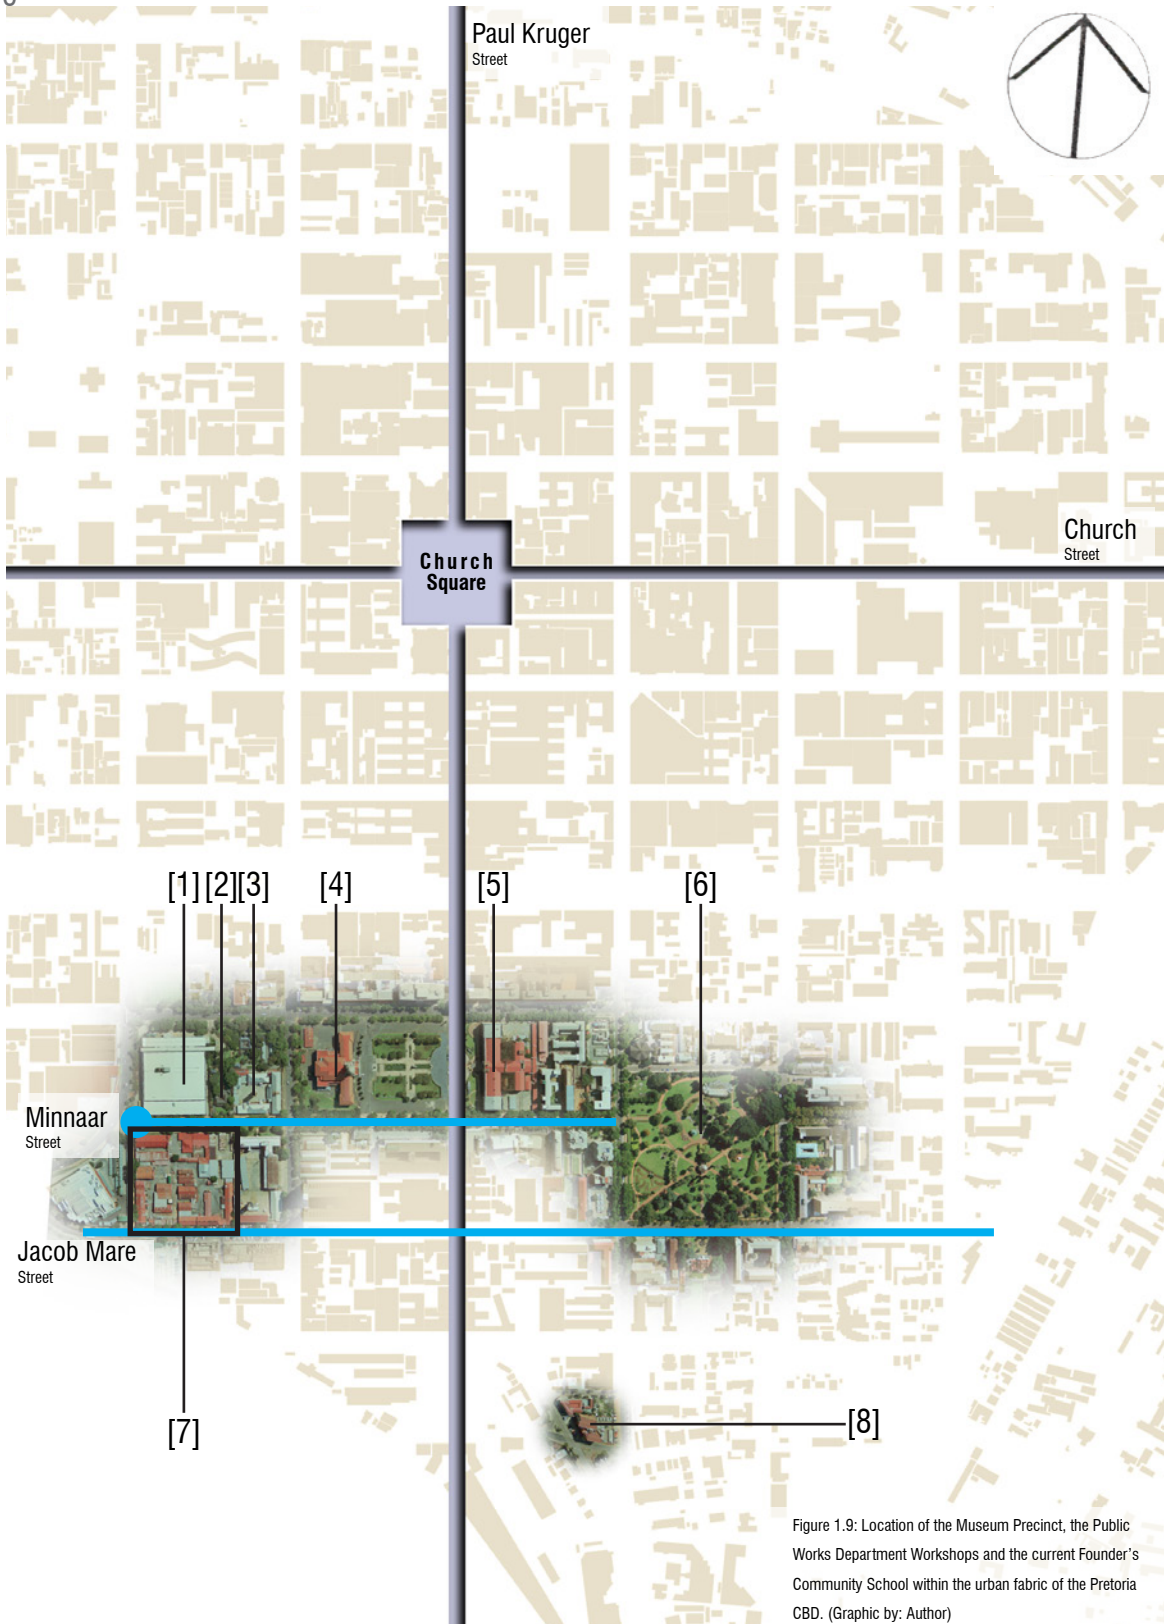 Paul Kruger
Street
Church
Street
Church
Square
[1] [2] [3] [4] [5] [6]
Minnaar
Street
Jacob Mare
Street
[7]
[8]
Figure 1.9: Location of the Museum Precinct, the Public
Works Department Workshops and the current Founder's
Community School within the urban fabric of the Pretoria
CBD. (Graphic by: Author)